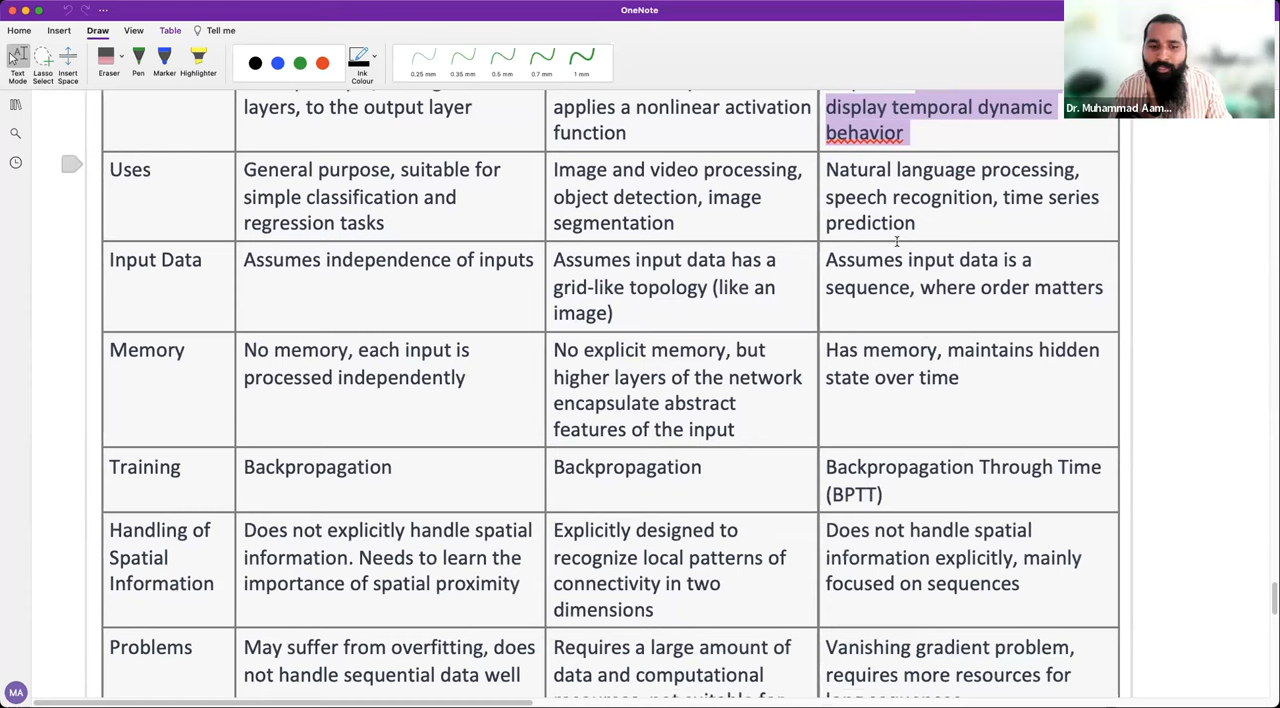 OneNote
Home Insert Draw View Table Tell me
Text Mode
Lasso Select
Insert Space
Eraser
Pen
Marker
Highlighter
Ink Colour
0.25 mm
0.35 mm
0.5 mm
0.7 mm
1 mm
Dr. Muhammad Aam...
layers, to the output layer
applies a nonlinear activation
function
display temporal dynamic
behavior
Uses
General purpose, suitable for
simple classification and
regression tasks
Image and video processing,
object detection, image
segmentation
Natural language processing,
speech recognition, time series
prediction
Input Data
Assumes independence of inputs
Assumes input data has a
grid-like topology (like an
image)
Assumes input data is a
sequence, where order matters
Memory
No memory, each input is
processed independently
No explicit memory, but
higher layers of the network
encapsulate abstract
features of the input
Has memory, maintains hidden
state over time
Training
Backpropagation
Backpropagation
Backpropagation Through Time
(BPTT)
Handling of
Spatial
Information
Does not explicitly handle spatial
information. Needs to learn the
importance of spatial proximity
Explicitly designed to
recognize local patterns of
connectivity in two
dimensions
Does not handle spatial
information explicitly, mainly
focused on sequences
Problems
May suffer from overfitting, does
not handle sequential data well
Requires a large amount of
data and computational
Vanishing gradient problem,
requires more resources for
MA